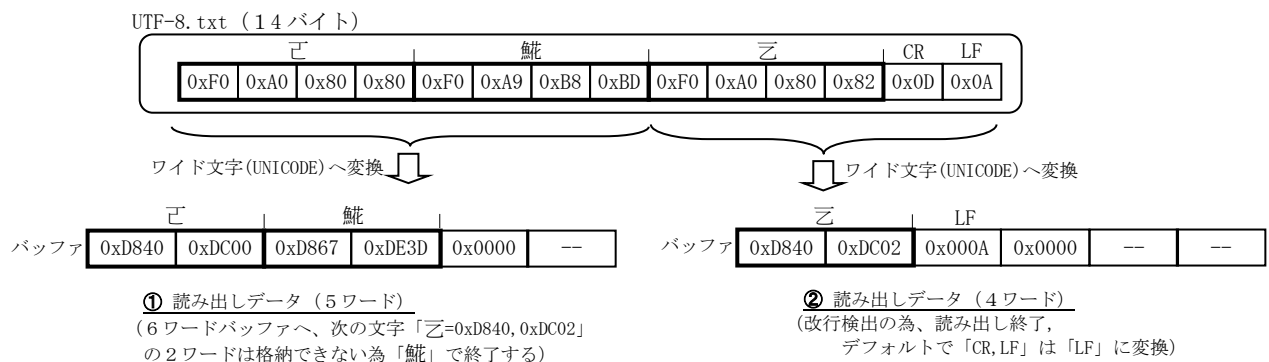 UTF-8.txt（１４バイト）
𠀀 𩸽 𠀂 CR LF
0xF0 0xA0 0x80 0x80 0xF0 0xA9 0xB8 0xBD 0xF0 0xA0 0x80 0x82 0x0D 0x0A
ワイド文字(UNICODE)へ変換 ワイド文字(UNICODE)へ変換
𠀀 𩸽 𠀂 LF
バッファ 0xD840 0xDC00 0xD867 0xDE3D 0x0000 -- バッファ 0xD840 0xDC02 0x000A 0x0000 -- --
① 読み出しデータ（５ワード） ② 読み出しデータ（４ワード）
（６ワードバッファへ、次の文字「𠀂=0xD840,0xDC02」 （改行検出の為、読み出し終了,
の２ワードは格納できない為「𩸽」で終了する） デフォルトで「CR,LF」は「LF」に変換）